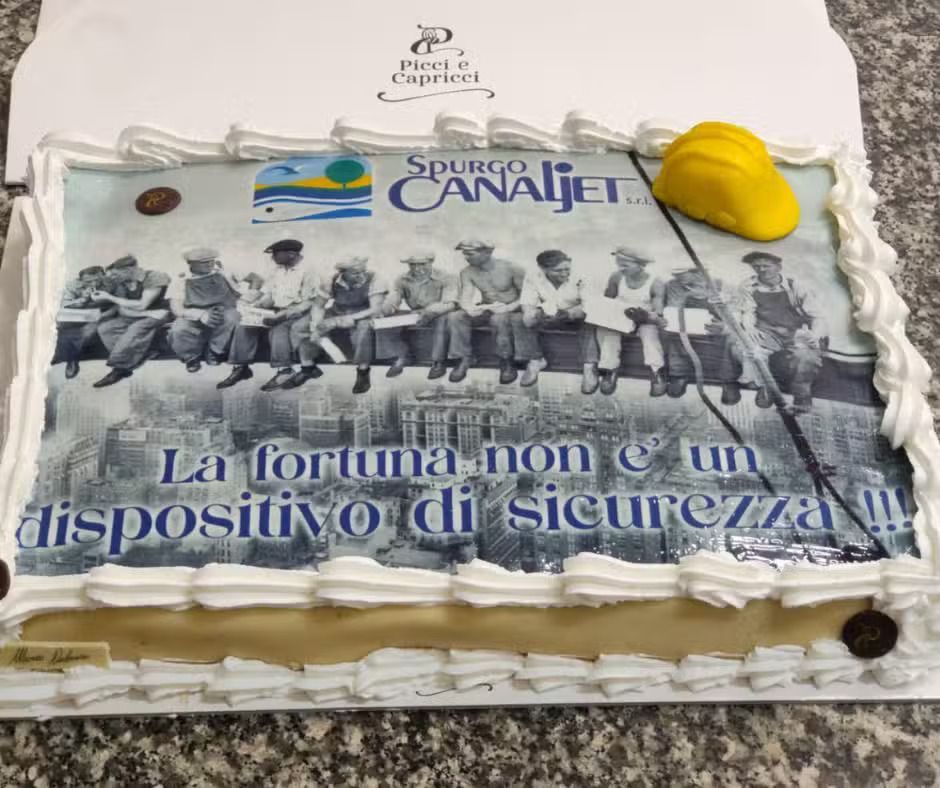 Picci e
Capricci
SPURGO
CANALJET s.r.l.
La fortuna non e' un
dispositivo di sicurezza !!!